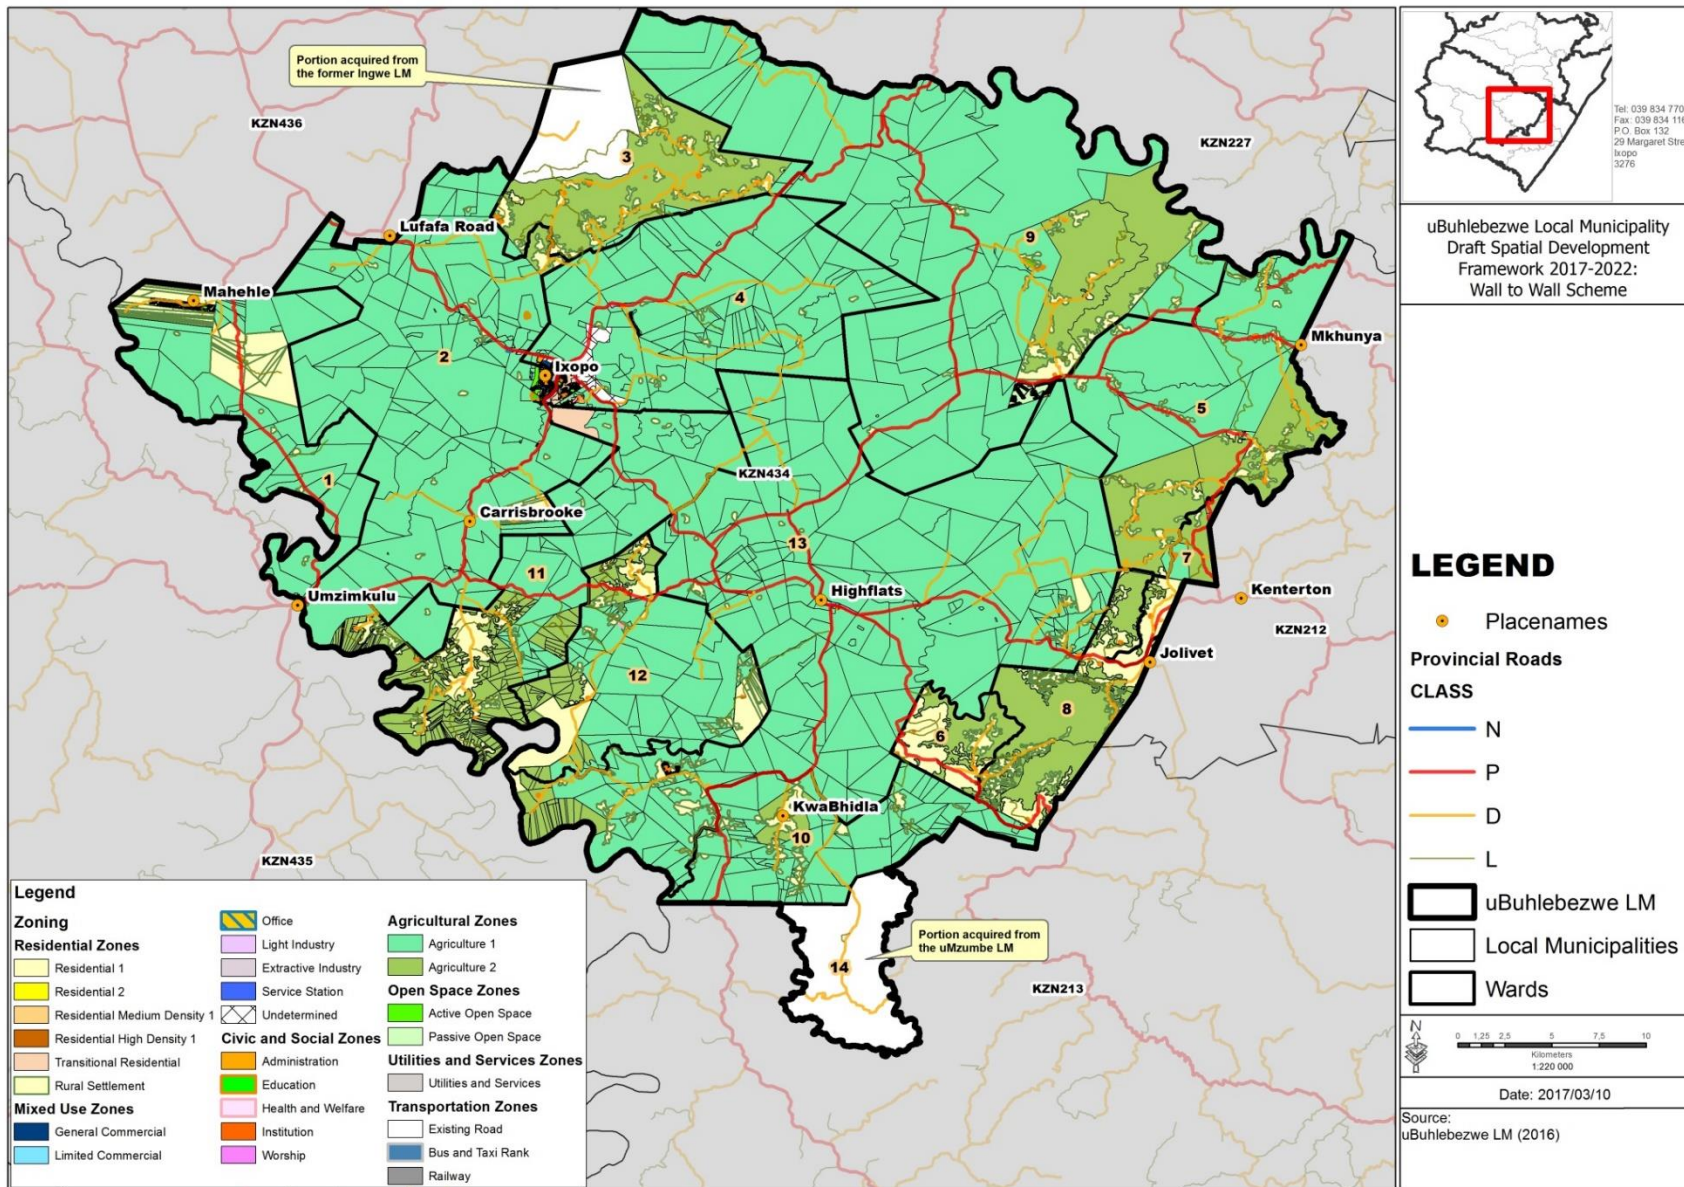 Portion acquired from
the former Ingwe LM
KZN436
KZN227
3
Lufafa Road
9
Mahehle
4
2
Mkhunya
Ixopo
5
KZN434
1
Carrisbrooke
13
11
7
Umzimkulu
Highflats
Kenterton
KZN212
Jolivet
12
8
6
KwaBhidla
10
KZN435
Portion acquired from
the uMzumbe LM
14
KZN213
Legend
Zoning
Residential Zones
Residential 1
Residential 2
Residential Medium Density 1
Residential High Density 1
Transitional Residential
Rural Settlement
Mixed Use Zones
General Commercial
Limited Commercial
Office
Light Industry
Extractive Industry
Service Station
Undetermined
Civic and Social Zones
Administration
Education
Health and Welfare
Institution
Worship
Agricultural Zones
Agriculture 1
Agriculture 2
Open Space Zones
Active Open Space
Passive Open Space
Utilities and Services Zones
Utilities and Services
Transportation Zones
Existing Road
Bus and Taxi Rank
Railway
Tel: 039 834 770
Fax: 039 834 116
P.O. Box 132
29 Margaret Stre
Ixopo
3276
uBuhlebezwe Local Municipality
Draft Spatial Development
Framework 2017-2022:
Wall to Wall Scheme
LEGEND
Placenames
Provincial Roads
CLASS
N
P
D
L
uBuhlebezwe LM
Local Municipalities
Wards
N
0 1,25 2,5 5 7,5 10
Kilometers
1:220 000
Date: 2017/03/10
Source:
uBuhlebezwe LM (2016)